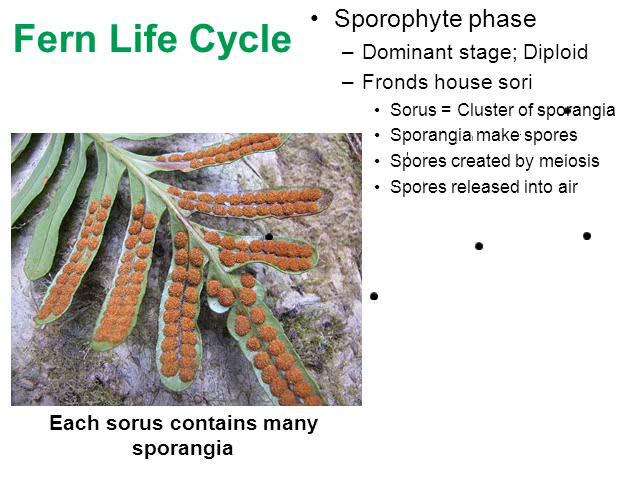 Fern Life Cycle
• Sporophyte phase
– Dominant stage; Diploid
– Fronds house sori
• Sorus = Cluster of sporangia
• Sporangia make spores
• Spores created by meiosis
• Spores released into air
Each sorus contains many
sporangia